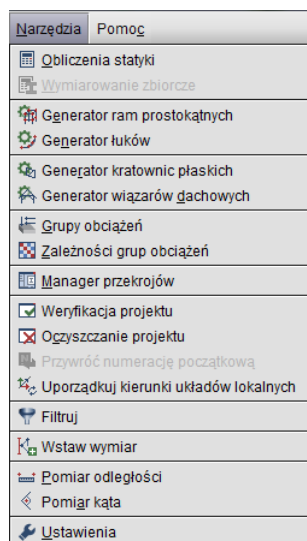 Narzędzia Pomoc
Obliczenia statyki
Wymiarowanie zbiorcze
Generator ram prostokątnych
Generator łuków
Generator kratownic płaskich
Generator wiązarów dachowych
Grupy obciążeń
Zależności grup obciążeń
Manager przekrojów
Weryfikacja projektu
Oczyszczanie projektu
Przywróć numerację początkową
Uporządkuj kierunki układów lokalnych
Filtruj
Wstaw wymiar
Pomiar odległości
Pomiar kąta
Ustawienia